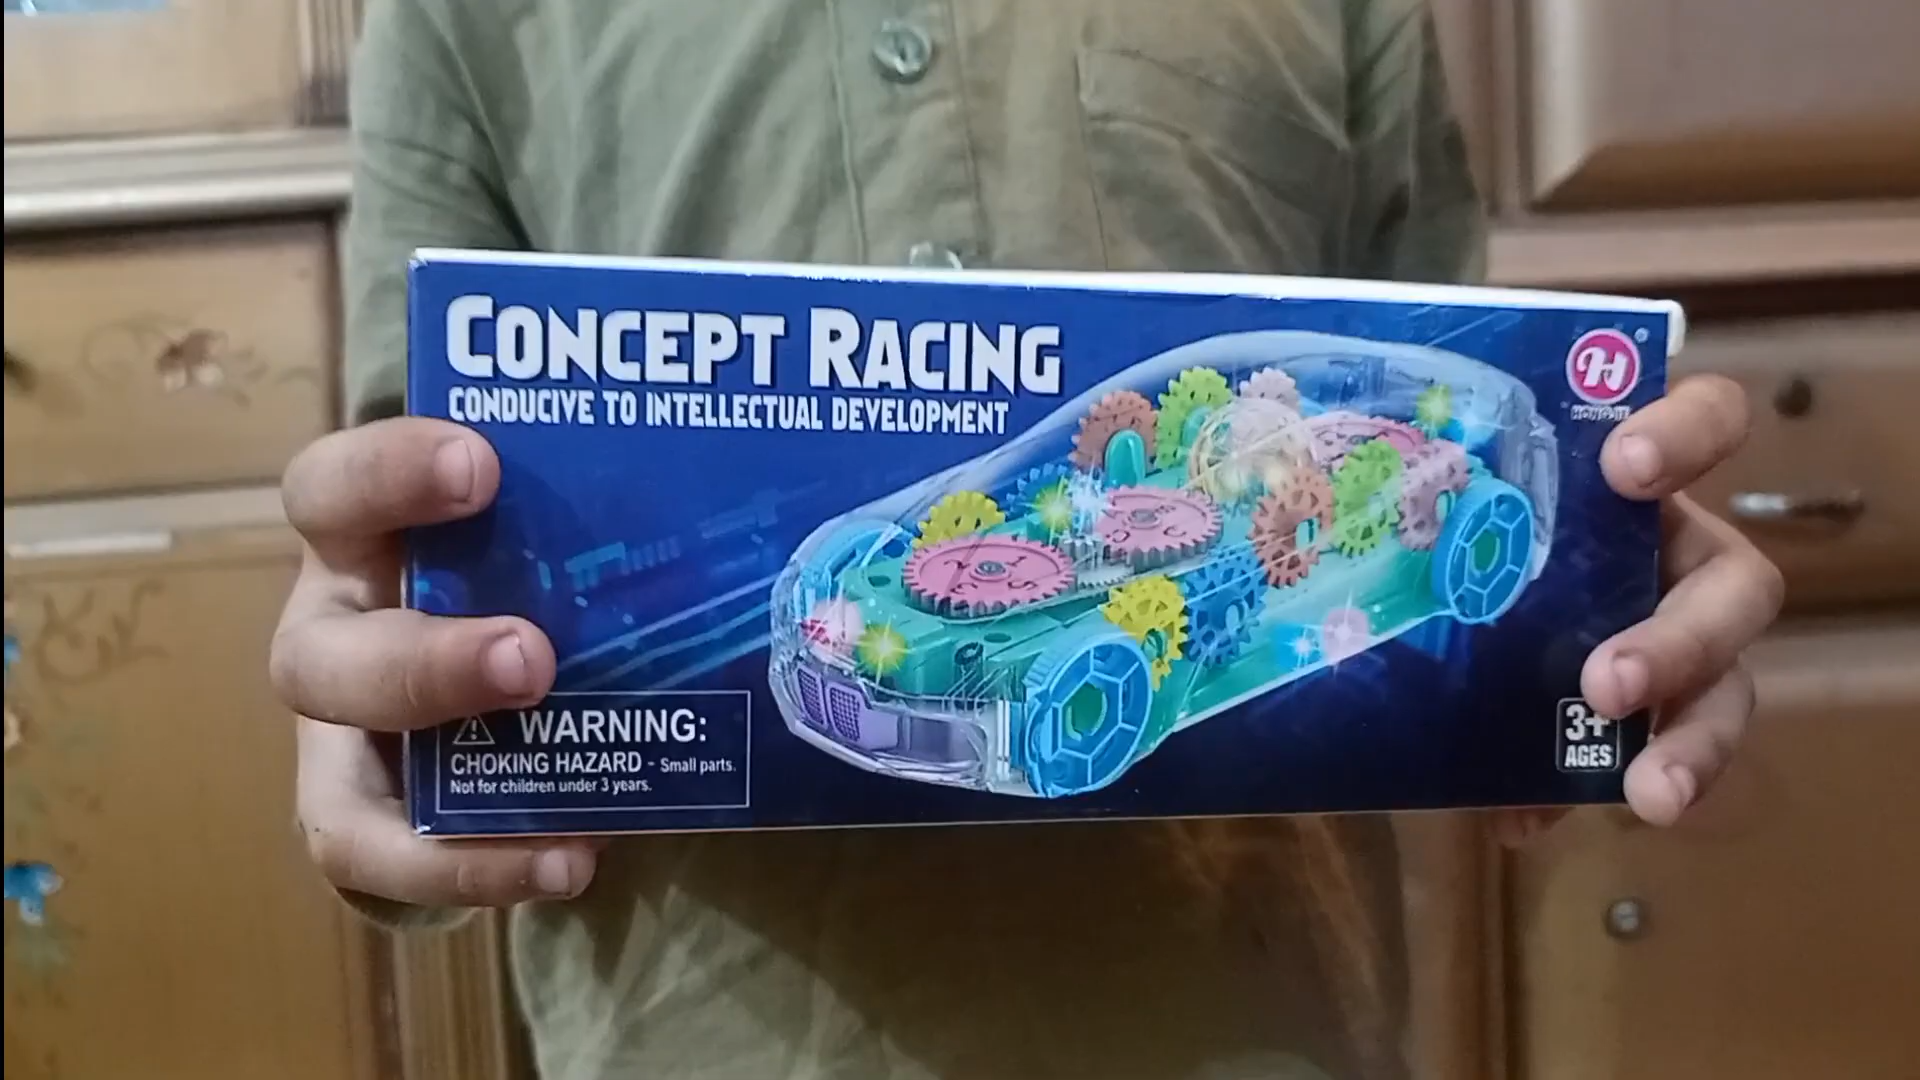 CONCEPT RACING
CONDUCIVE TO INTELLECTUAL DEVELOPMENT
H
WARNING:
CHOKING HAZARD - Small parts.
Not for children under 3 years.
3+
AGES